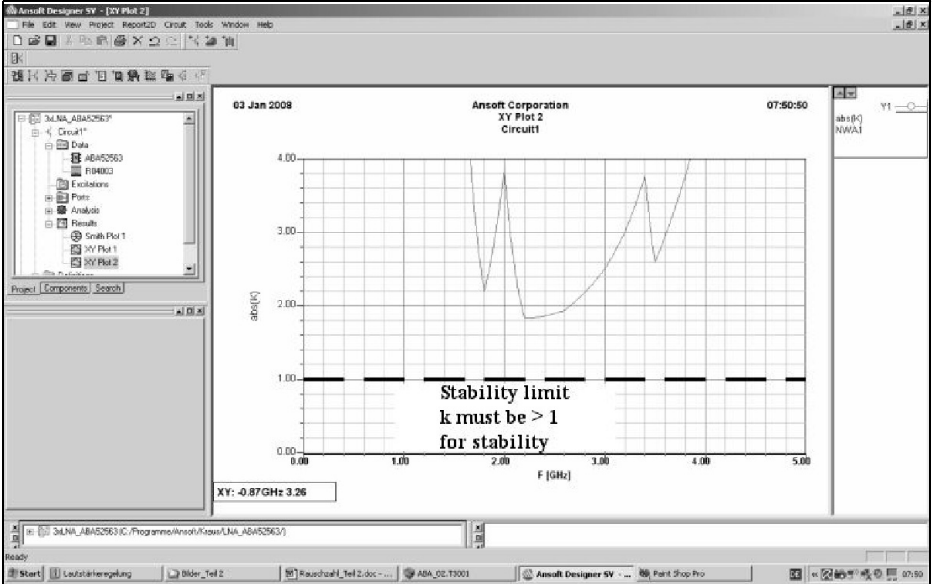 Ansoft Designer SV - [XY Plot 2]
File Edit View Project Report2D Circuit Tools Window Help
3xLNA_ABA52563*
Circuit1*
Data
ABA52563
RO4003
Excitations
Ports
Analysis
Results
Smith Plot 1
XY Plot 1
XY Plot 2
Definitions
Project Components Search
03 Jan 2008
Ansoft Corporation
07:50:50
XY Plot 2
Circuit1
Y1
abs(K)
NWA1
4.00
3.00
2.00
1.00
0.00
abs(K)
Stability limit
k must be > 1
for stability
0.00 1.00 2.00 3.00 4.00 5.00
F [GHz]
XY: -0.87GHz 3.26
3xLNA_ABA52563 (C:/Programme/Ansoft/Kraus/LNA_ABA52563/)
Ready
Start Lautstärkeregelung Bilder_Teil 2 Rauschzahl_Teil 2.doc - ... ABA_02.T3001 Ansoft Designer SV - ... Paint Shop Pro DE 07:50